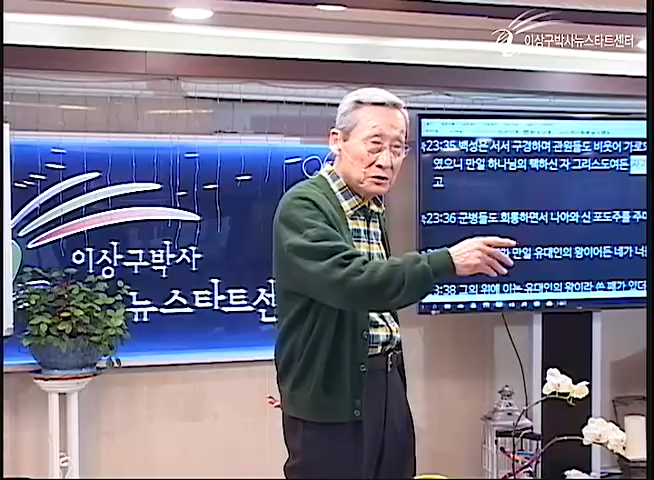 이상구박사뉴스타트센터
이상구박사
뉴스타트센
23:35 백성은 서서 구경하며 관원들도 비웃어 가로
였으니 만일 하나님의 택하신 자 그리스도여든
고
23:36 군병들도 희롱하면서 나아와 신 포도주를 주
만일 유대인의 왕이어든 네가 너
3:38 그의 위에 이는 유대인의 왕이라 쓴 패가 있더